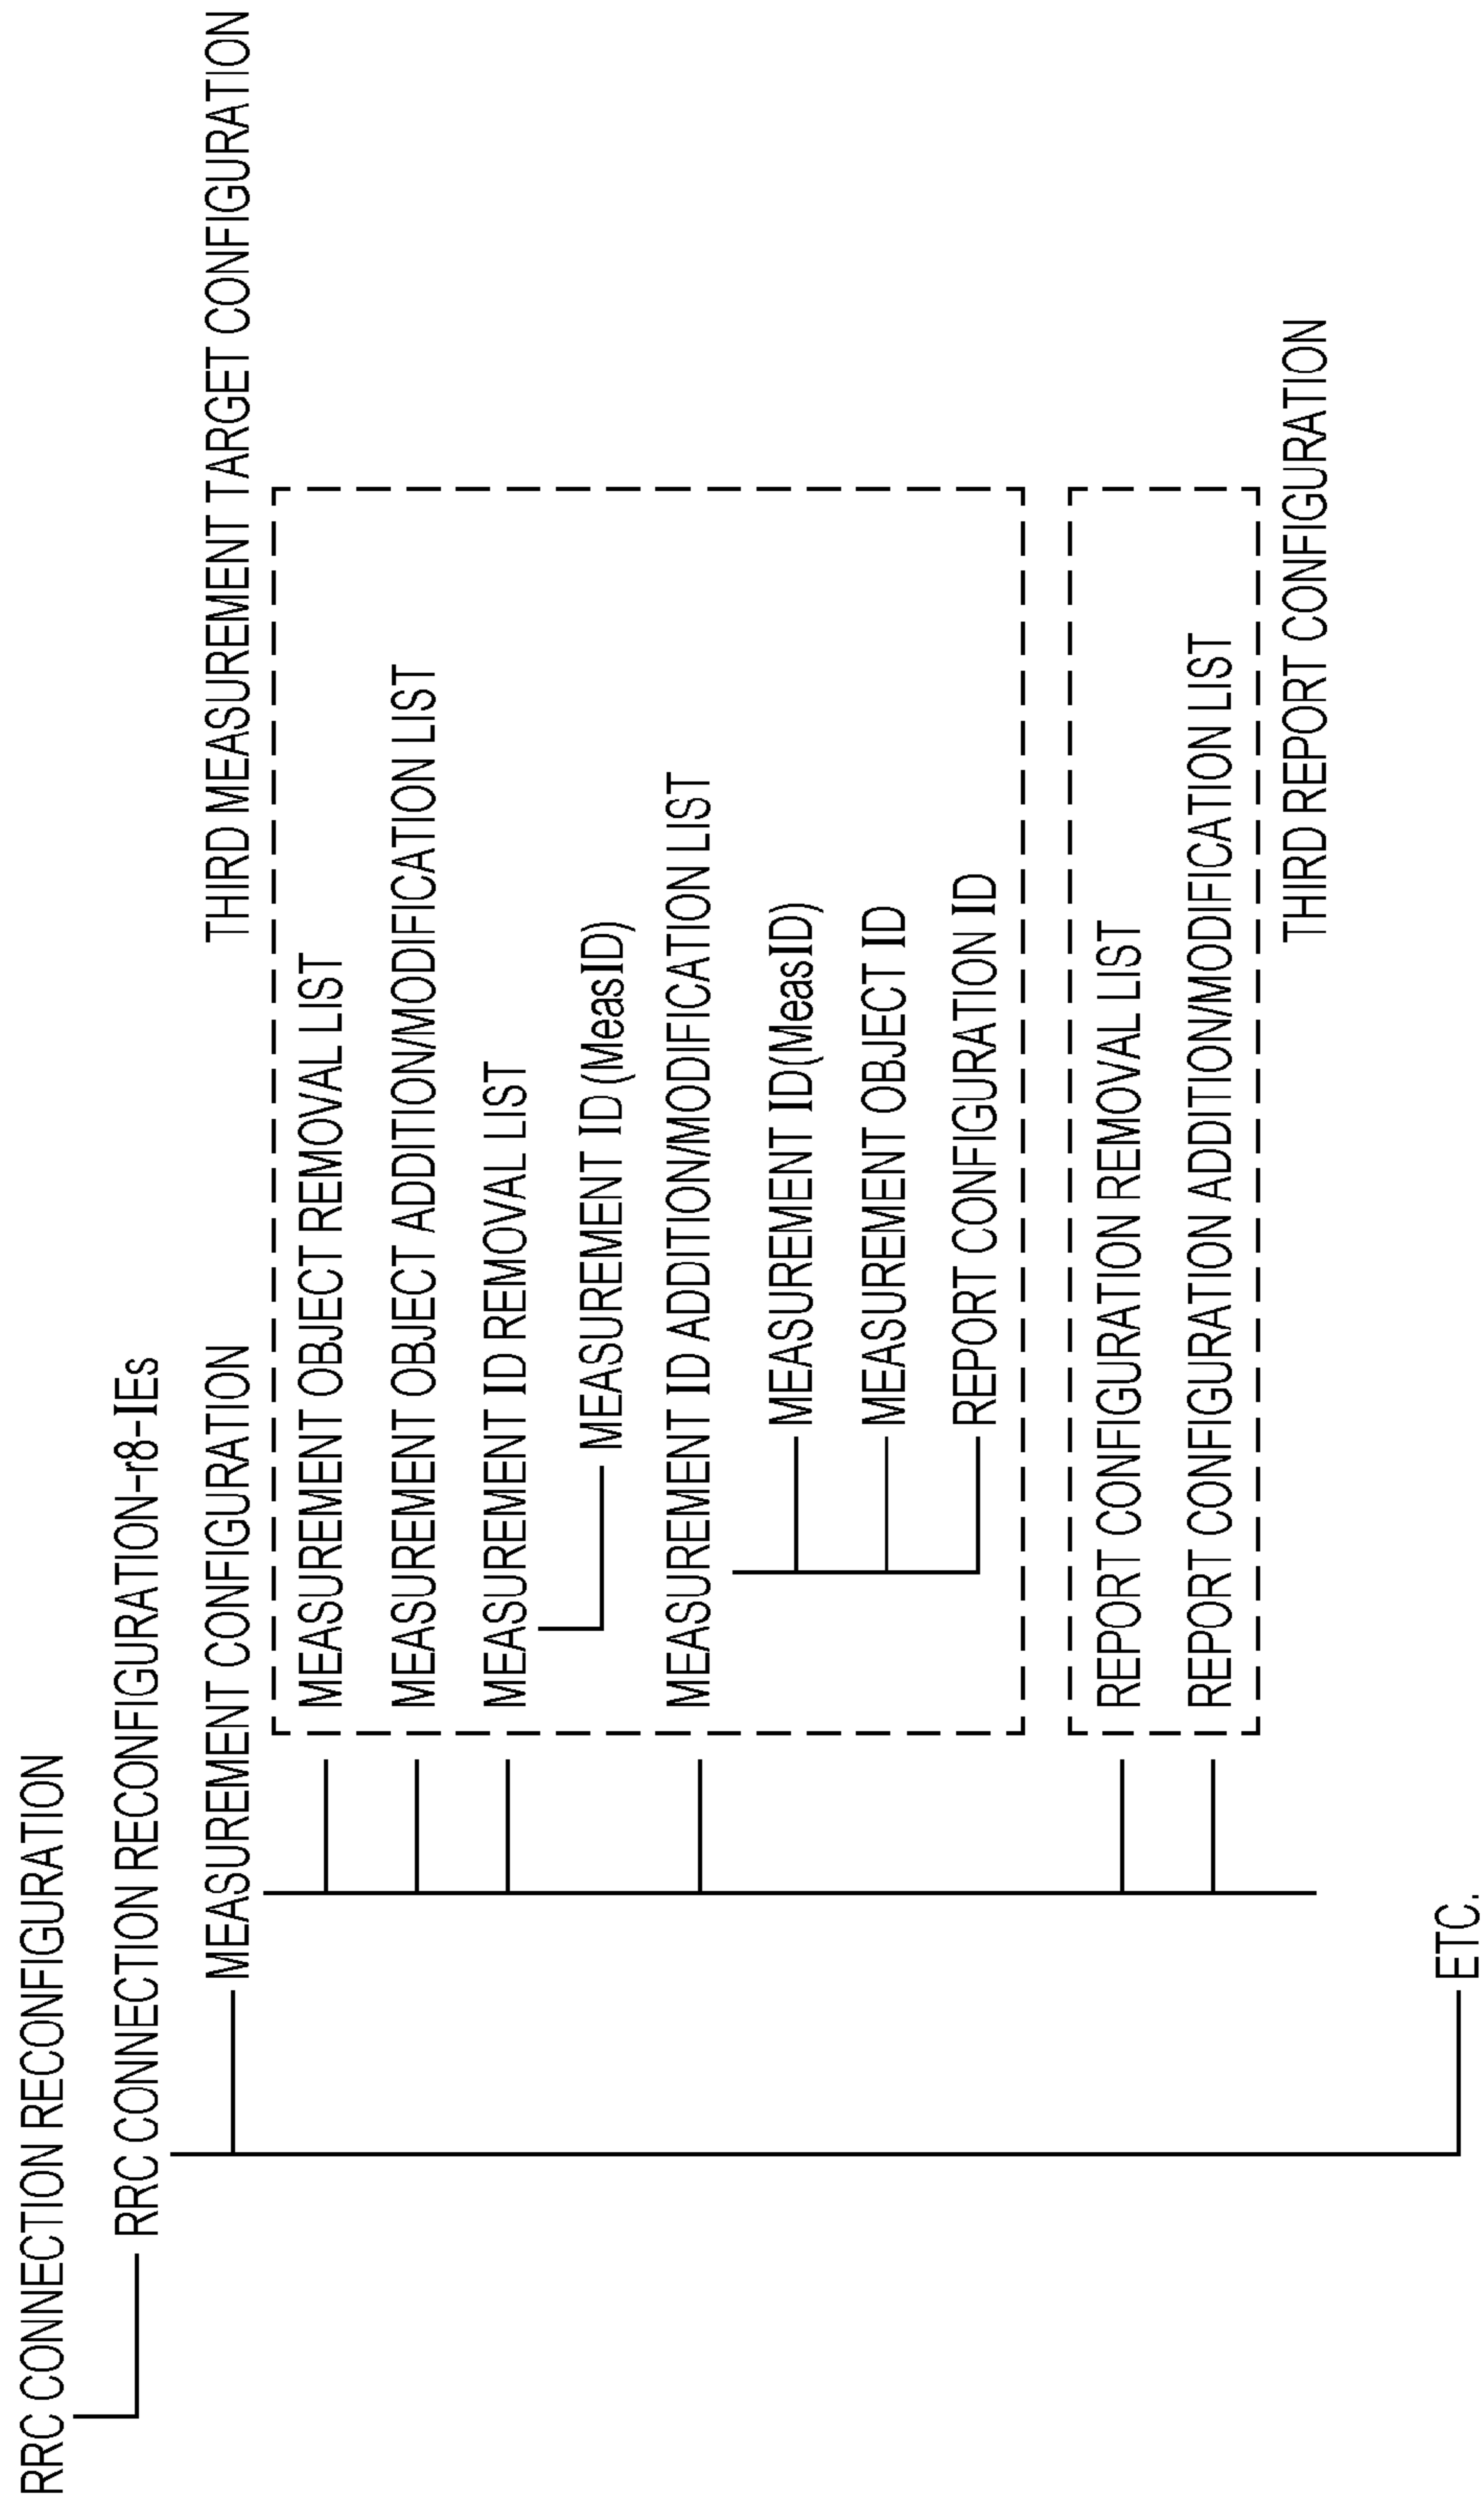 RRC CONNECTION RECONFIGURATION
RRC CONNECTION RECONFIGURATION-r8-IEs
MEASUREMENT CONFIGURATION
THIRD MEASUREMENT TARGET CONFIGURATION
MEASUREMENT OBJECT REMOVAL LIST
MEASUREMENT OBJECT ADDITION/MODIFICATION LIST
MEASUREMENT ID REMOVAL LIST
MEASUREMENT ID (MeasID)
MEASUREMENT ID ADDITION/MODIFICATION LIST
MEASUREMENT ID(MeasID)
MEASUREMENT OBJECT ID
REPORT CONFIGURATION ID
REPORT CONFIGURATION REMOVAL LIST
REPORT CONFIGURATION ADDITION/MODIFICATION LIST
THIRD REPORT CONFIGURATION
ETC.